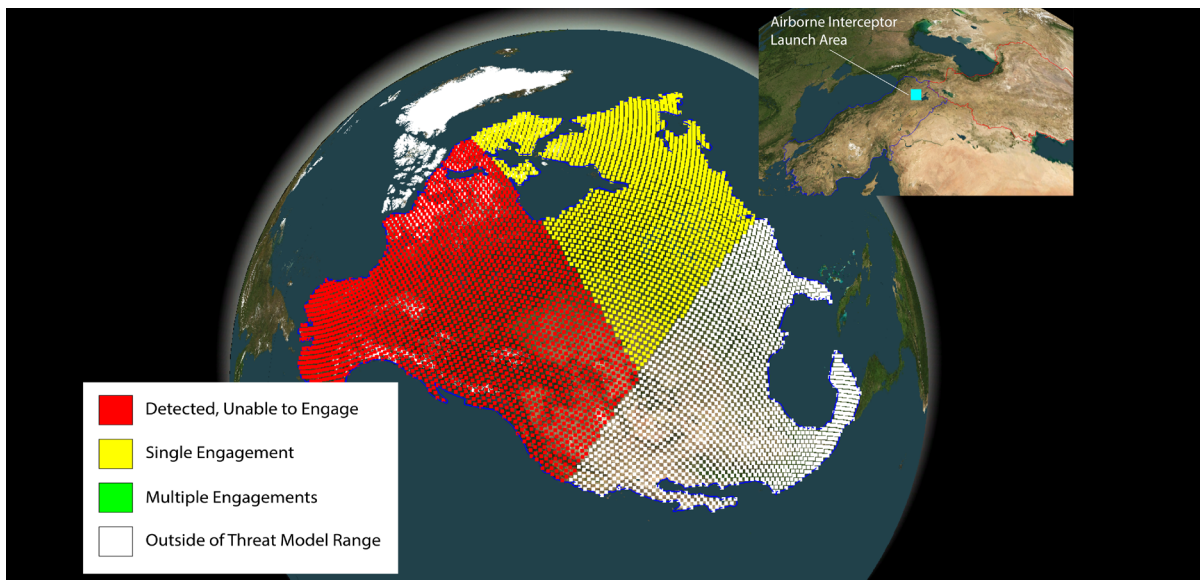 Airborne Interceptor
Launch Area
Detected, Unable to Engage
Single Engagement
Multiple Engagements
Outside of Threat Model Range